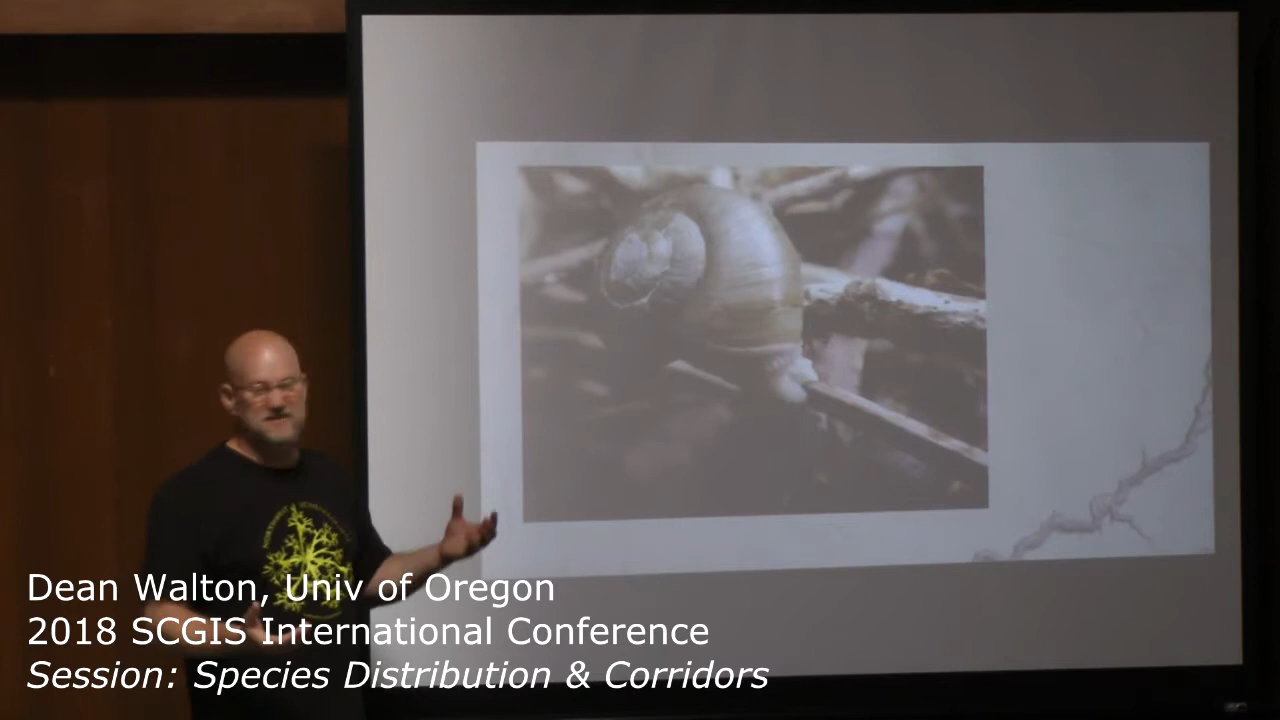 Dean Walton, Univ of Oregon
2018 SCGIS International Conference
Session: Species Distribution & Corridors